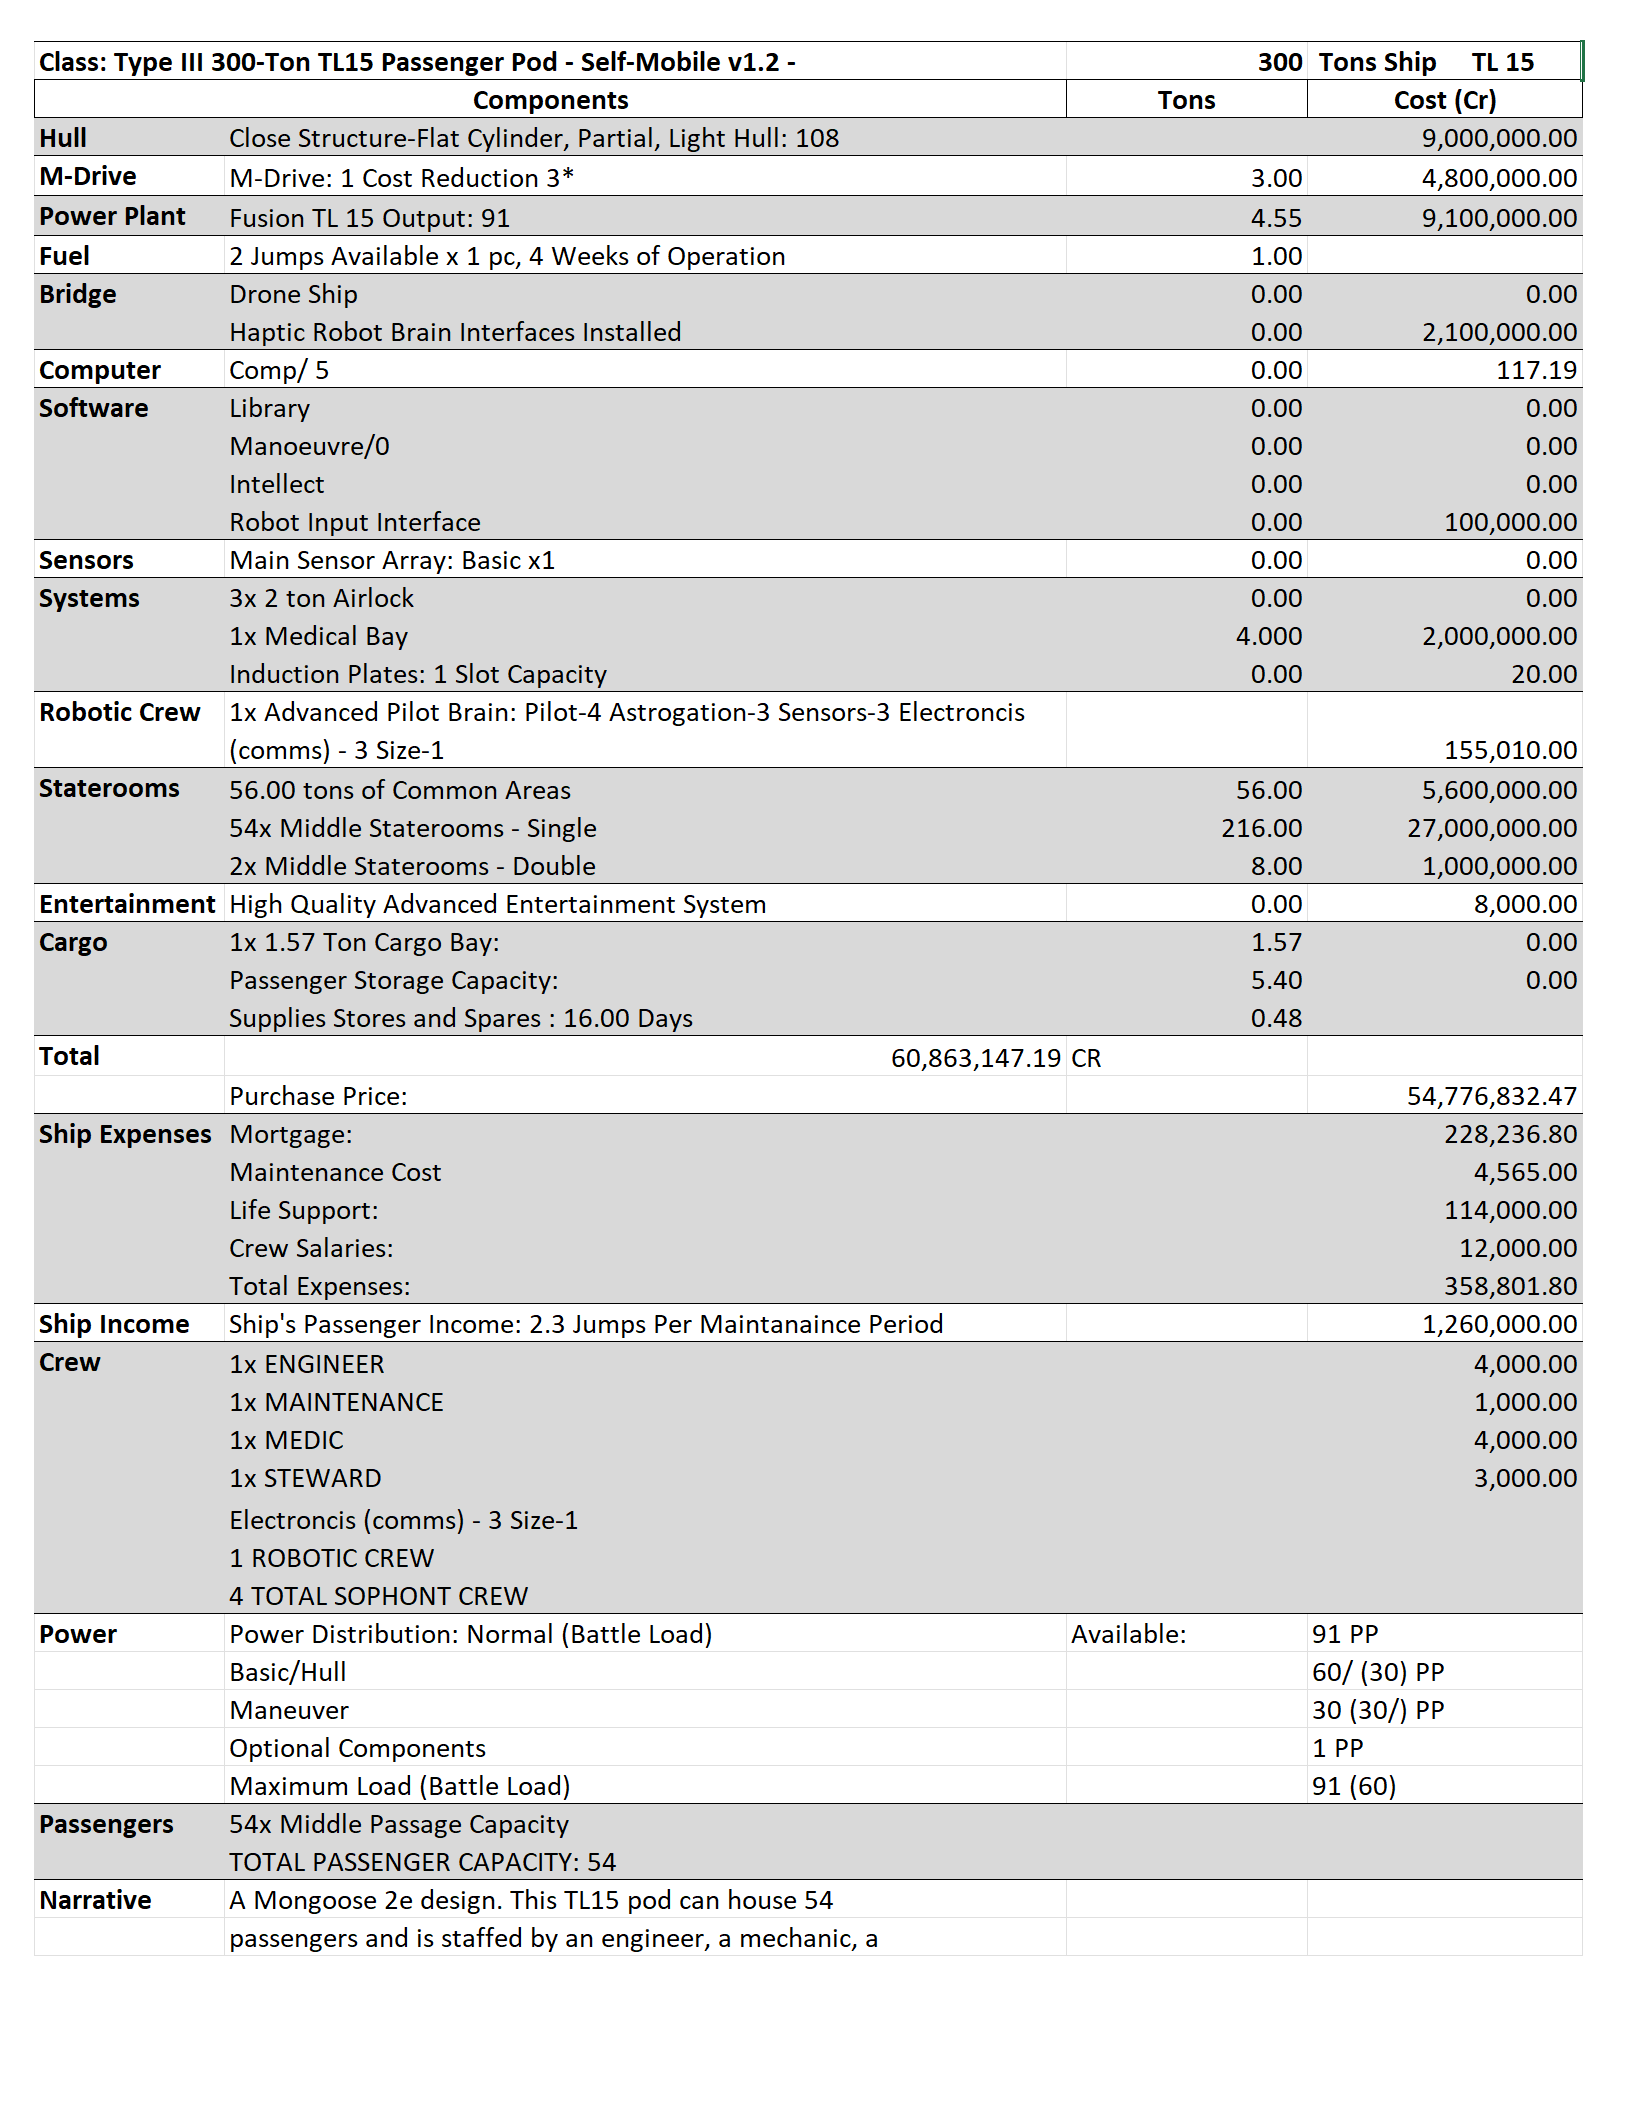 Class: Type III 300-Ton TL15 Passenger Pod - Self-Mobile v1.2 - 300 Tons Ship TL 15
Components Tons Cost (Cr)
Hull Close Structure-Flat Cylinder, Partial, Light Hull: 108 9,000,000.00
M-Drive M-Drive: 1 Cost Reduction 3* 3.00 4,800,000.00
Power Plant Fusion TL 15 Output: 91 4.55 9,100,000.00
Fuel 2 Jumps Available x 1 pc, 4 Weeks of Operation 1.00
Bridge Drone Ship 0.00 0.00
Haptic Robot Brain Interfaces Installed 0.00 2,100,000.00
Computer Comp/ 5 0.00 117.19
Software Library 0.00 0.00
Manoeuvre/0 0.00 0.00
Intellect 0.00 0.00
Robot Input Interface 0.00 100,000.00
Sensors Main Sensor Array: Basic x1 0.00 0.00
Systems 3x 2 ton Airlock 0.00 0.00
1x Medical Bay 4.000 2,000,000.00
Induction Plates: 1 Slot Capacity 0.00 20.00
Robotic Crew 1x Advanced Pilot Brain: Pilot-4 Astrogation-3 Sensors-3 Electroncis
(comms) - 3 Size-1 155,010.00
Staterooms 56.00 tons of Common Areas 56.00 5,600,000.00
54x Middle Staterooms - Single 216.00 27,000,000.00
2x Middle Staterooms - Double 8.00 1,000,000.00
Entertainment High Quality Advanced Entertainment System 0.00 8,000.00
Cargo 1x 1.57 Ton Cargo Bay: 1.57 0.00
Passenger Storage Capacity: 5.40 0.00
Supplies Stores and Spares : 16.00 Days 0.48
Total 60,863,147.19 CR
Purchase Price: 54,776,832.47
Ship Expenses Mortgage: 228,236.80
Maintenance Cost 4,565.00
Life Support: 114,000.00
Crew Salaries: 12,000.00
Total Expenses: 358,801.80
Ship Income Ship's Passenger Income: 2.3 Jumps Per Maintanaince Period 1,260,000.00
Crew 1x ENGINEER 4,000.00
1x MAINTENANCE 1,000.00
1x MEDIC 4,000.00
1x STEWARD 3,000.00
Electroncis (comms) - 3 Size-1
1 ROBOTIC CREW
4 TOTAL SOPHONT CREW
Power Power Distribution: Normal (Battle Load) Available: 91 PP
Basic/Hull 60/ (30) PP
Maneuver 30 (30/) PP
Optional Components 1 PP
Maximum Load (Battle Load) 91 (60)
Passengers 54x Middle Passage Capacity
TOTAL PASSENGER CAPACITY: 54
Narrative A Mongoose 2e design. This TL15 pod can house 54
passengers and is staffed by an engineer, a mechanic, a